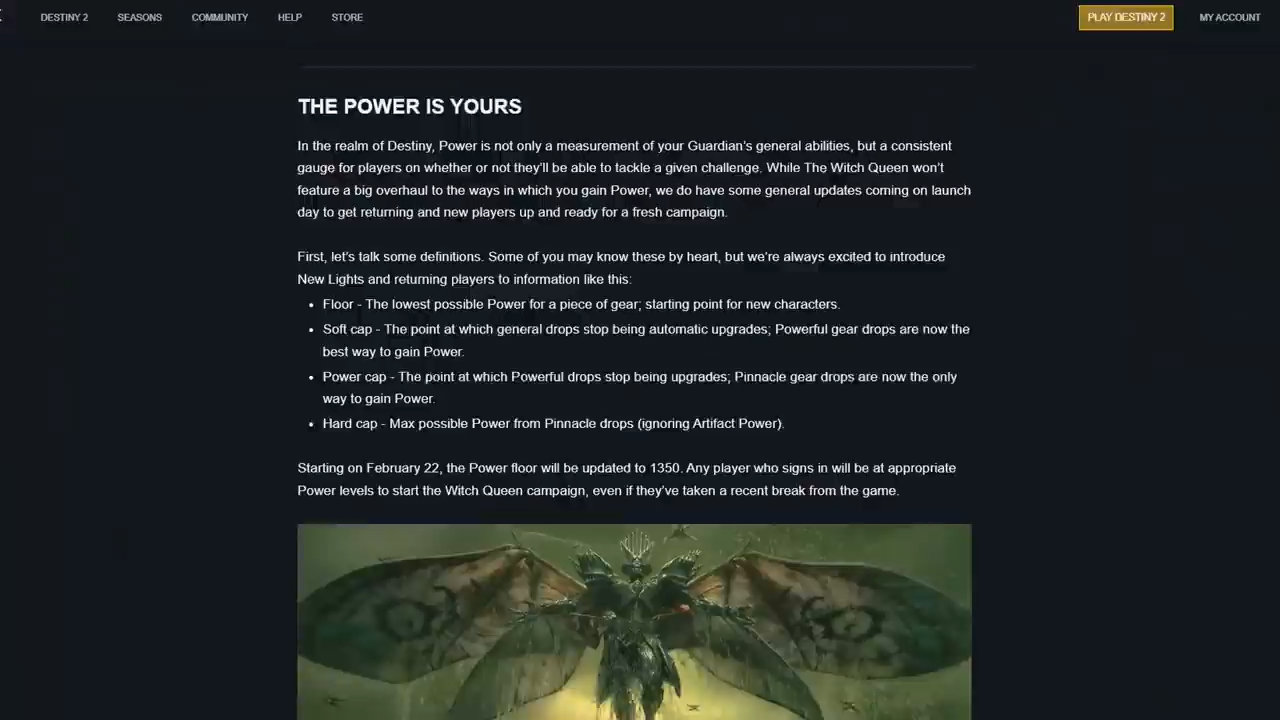 DESTINY 2 SEASONS COMMUNITY HELP STORE PLAY DESTINY 2 MY ACCOUNT
THE POWER IS YOURS
In the realm of Destiny, Power is not only a measurement of your Guardian's general abilities, but a consistent
gauge for players on whether or not they'll be able to tackle a given challenge. While The Witch Queen won't
feature a big overhaul to the ways in which you gain Power, we do have some general updates coming on launch
day to get returning and new players up and ready for a fresh campaign.
First, let's talk some definitions. Some of you may know these by heart, but we're always excited to introduce
New Lights and returning players to information like this:
• Floor - The lowest possible Power for a piece of gear; starting point for new characters.
• Soft cap - The point at which general drops stop being automatic upgrades; Powerful gear drops are now the
best way to gain Power.
• Power cap - The point at which Powerful drops stop being upgrades; Pinnacle gear drops are now the only
way to gain Power.
• Hard cap - Max possible Power from Pinnacle drops (ignoring Artifact Power).
Starting on February 22, the Power floor will be updated to 1350. Any player who signs in will be at appropriate
Power levels to start the Witch Queen campaign, even if they've taken a recent break from the game.